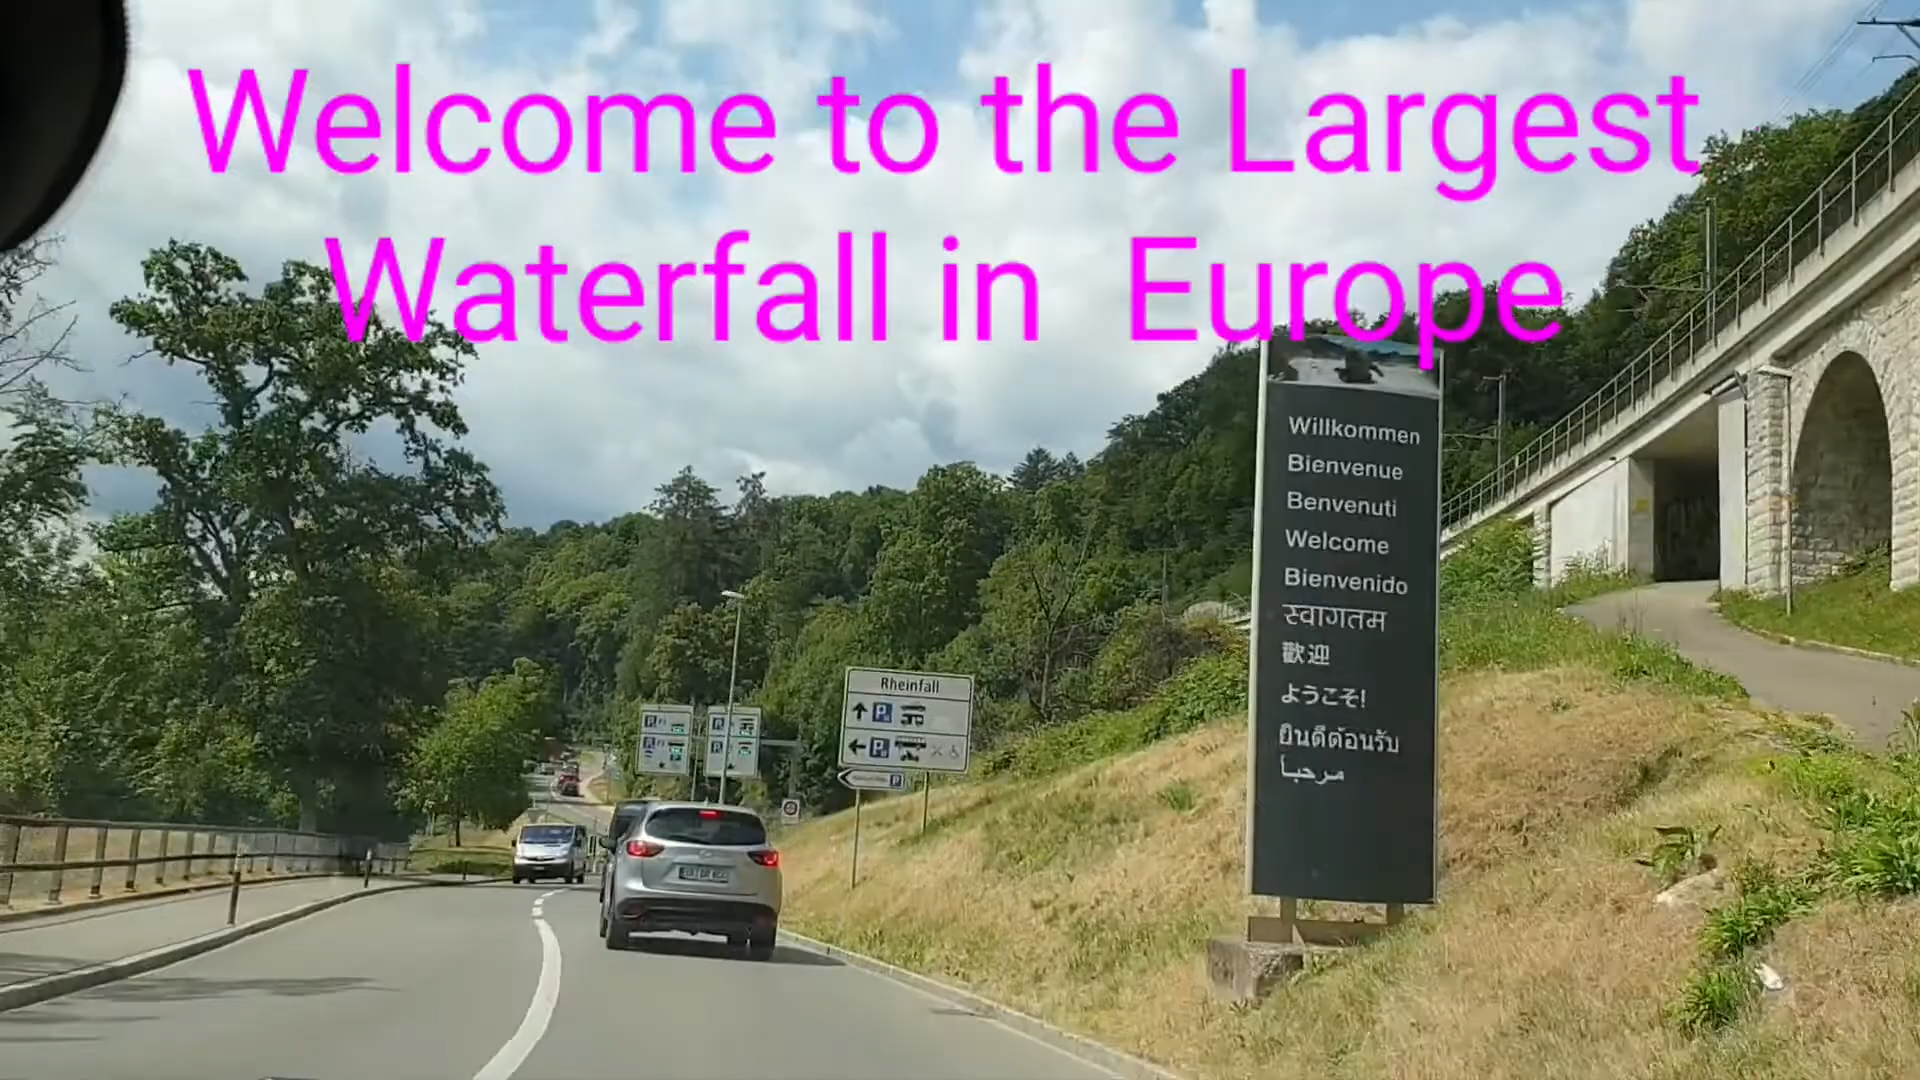 Welcome to the Largest
Waterfall in Europe
Willkommen
Bienvenue
Benvenuti
Welcome
Bienvenido
स्वागतम
歡迎
ようこそ!
ยินดีต้อนรับ
مرحبأ
Rheinfall
P
P